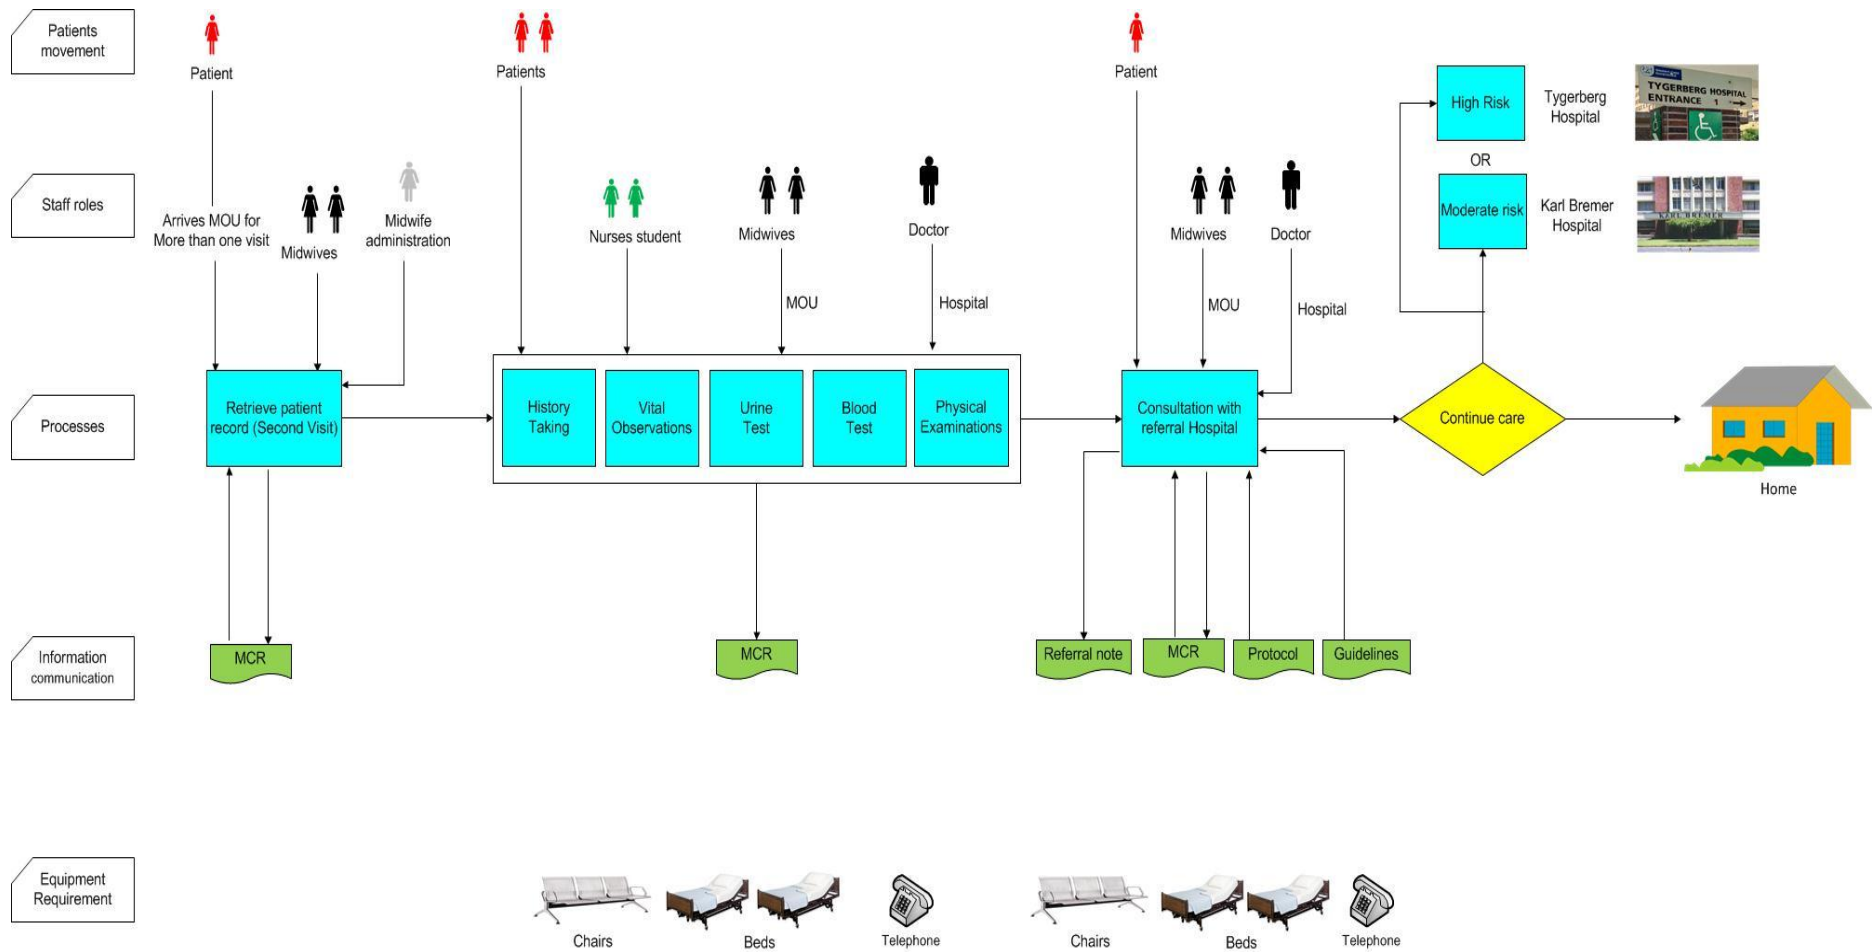 Patients
movement
Patient
Patients
Patient
High Risk
Tygerberg
Hospital
TYGERBERG HOSPITAL
ENTRANCE 1
OR
Staff roles
Arrives MOU for
More than one visit
Midwives
Midwife
administration
Nurses student
Midwives
Doctor
Midwives
Doctor
Moderate risk
Karl Bremer
Hospital
KARL BREMER
MOU
Hospital
MOU
Hospital
Processes
Retrieve patient
record (Second Visit)
History
Taking
Vital
Observations
Urine
Test
Blood
Test
Physical
Examinations
Consultation with
referral Hospital
Continue care
Home
Information
communication
MCR
MCR
Referral note
MCR
Protocol
Guidelines
Equipment
Requirement
Chairs
Beds
Telephone
Chairs
Beds
Telephone